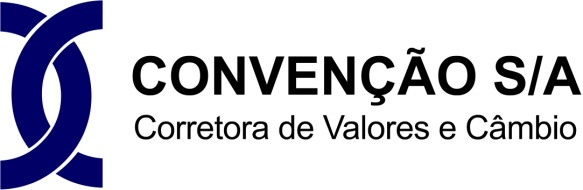 CONVENÇÃO S/A
Corretora de Valores e Câmbio